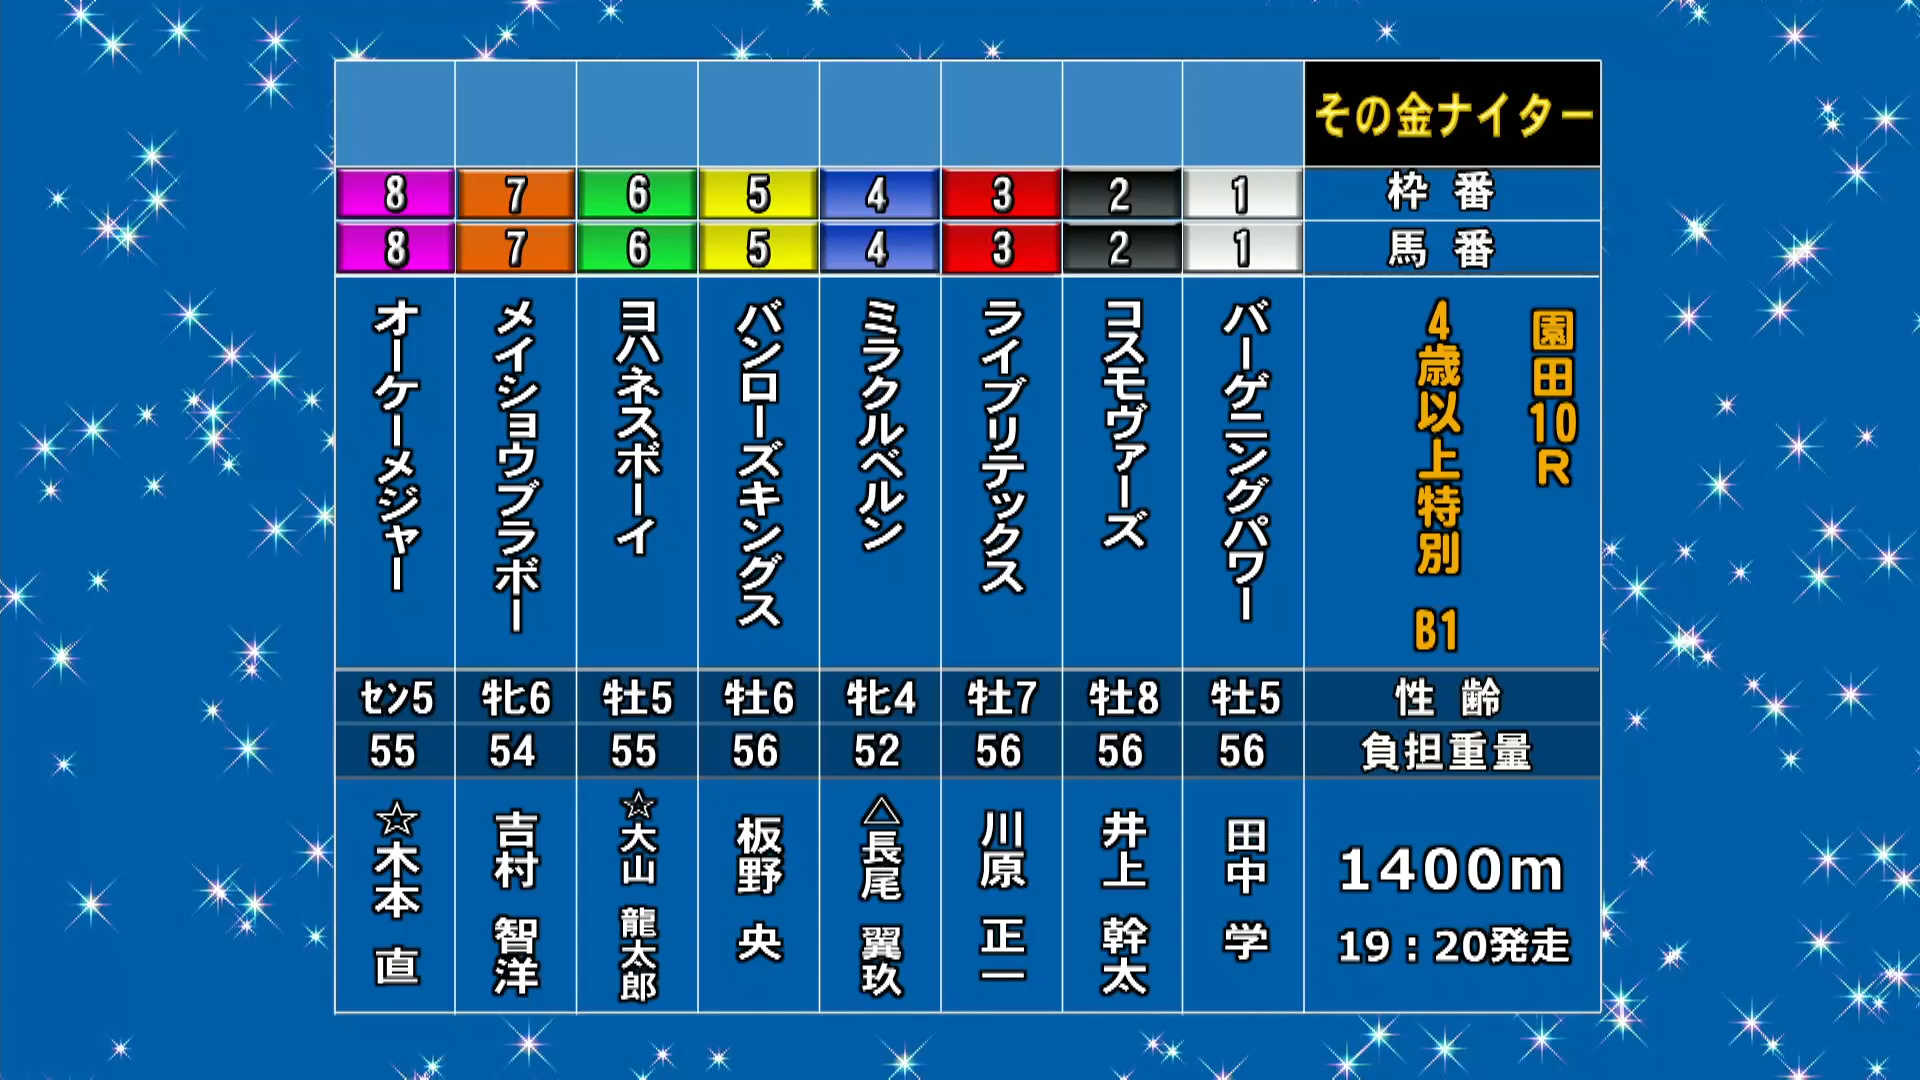 その金ナイター
枠番
馬番
園田10R
4歳以上特別 B1
性齢
負担重量
1400m
19：20発走
1
1
バーゲニングパワー
牡5
56
田中 学
2
2
コスモヴァーズ
牡8
56
井上 幹太
3
3
ライブリテックス
牡7
56
川原 正一
4
4
ミラクルベルン
牝4
52
△長尾 翼玖
5
5
バンローズキングス
牡6
56
板野 央
6
6
ヨハネスボーイ
牡5
55
☆大山 龍太郎
7
7
メイショウブラボー
牝6
54
吉村 智洋
8
8
オーケーメジャー
セン5
55
☆木本 直